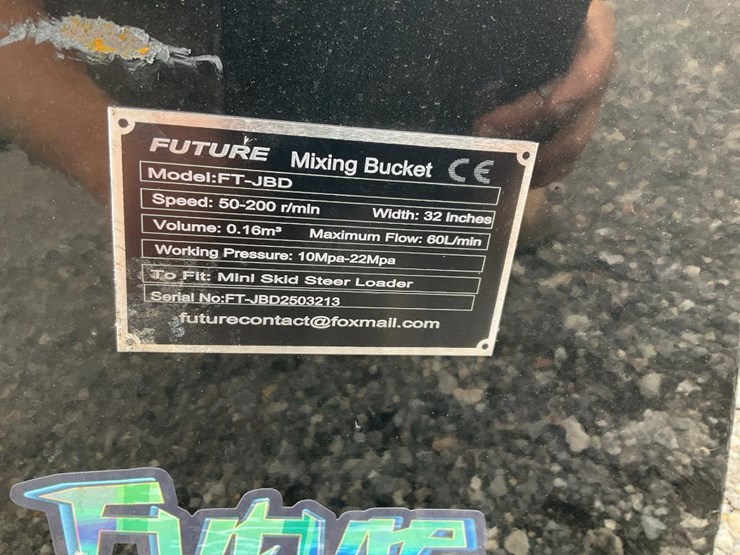 FUTURE Mixing Bucket CE
Model:FT-JBD
Speed: 50-200 r/min Width: 32 Inches
Volume: 0.16m³ Maximum Flow: 60L/min
Working Pressure: 10Mpa-22Mpa
To Fit: Mini Skid Steer Loader
Serial No:FT-JBD2503213
futurecontact@foxmail.com
Future